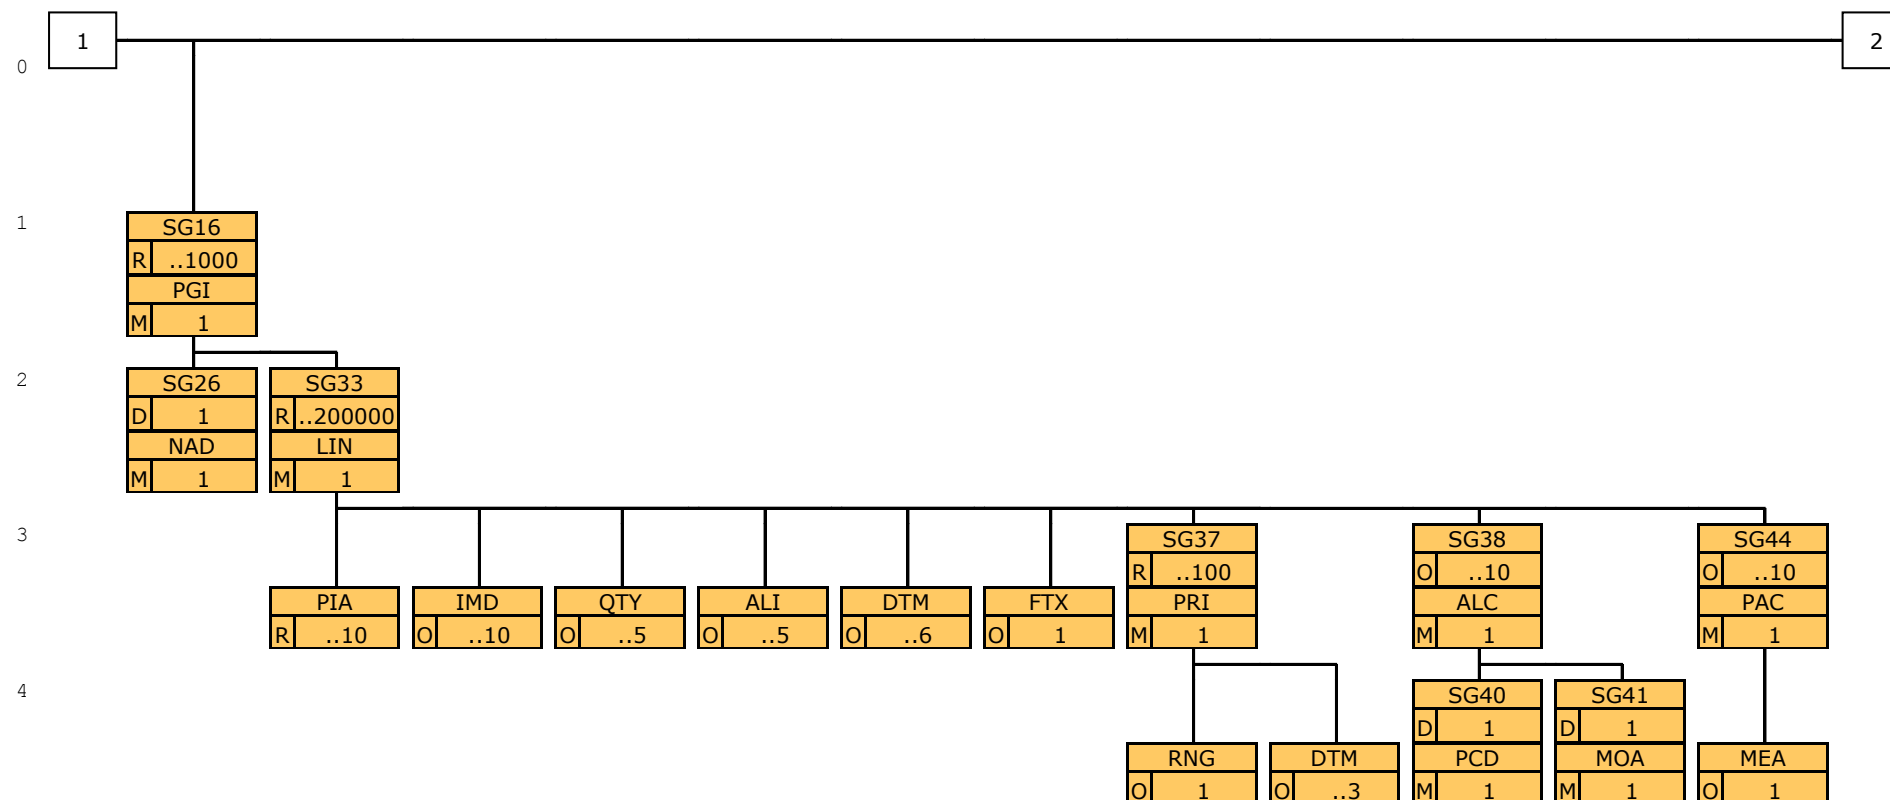 1
2
0
1
SG16
R ..1000
PGI
M 1
2
SG26 SG33
D 1 R ..200000
NAD LIN
M 1 M 1
3
SG37 SG38 SG44
R ..100 O ..10 O ..10
PIA IMD QTY ALI DTM FTX PRI ALC PAC
R ..10 O ..10 O ..5 O ..5 O ..6 O 1 M 1 M 1 M 1
4
SG40 SG41
D 1 D 1
RNG DTM PCD MOA MEA
O 1 O ..3 M 1 M 1 O 1